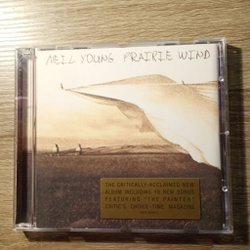 NEIL YOUNG PRAIRIE WIND
THE CRITICALLY-ACCLAIMED NEW
ALBUM INCLUDING 10 NEW SONGS
FEATURING "THE PAINTER"
CRITIC'S CHOICE-TIME MAGAZINE